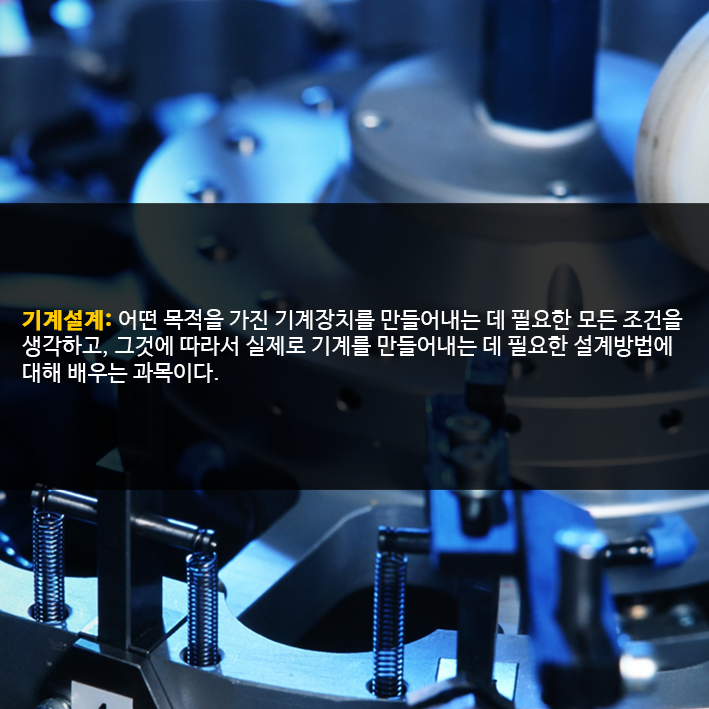 기계설계: 어떤 목적을 가진 기계장치를 만들어내는 데 필요한 모든 조건을
생각하고, 그것에 따라서 실제로 기계를 만들어내는 데 필요한 설계방법에
대해 배우는 과목이다.